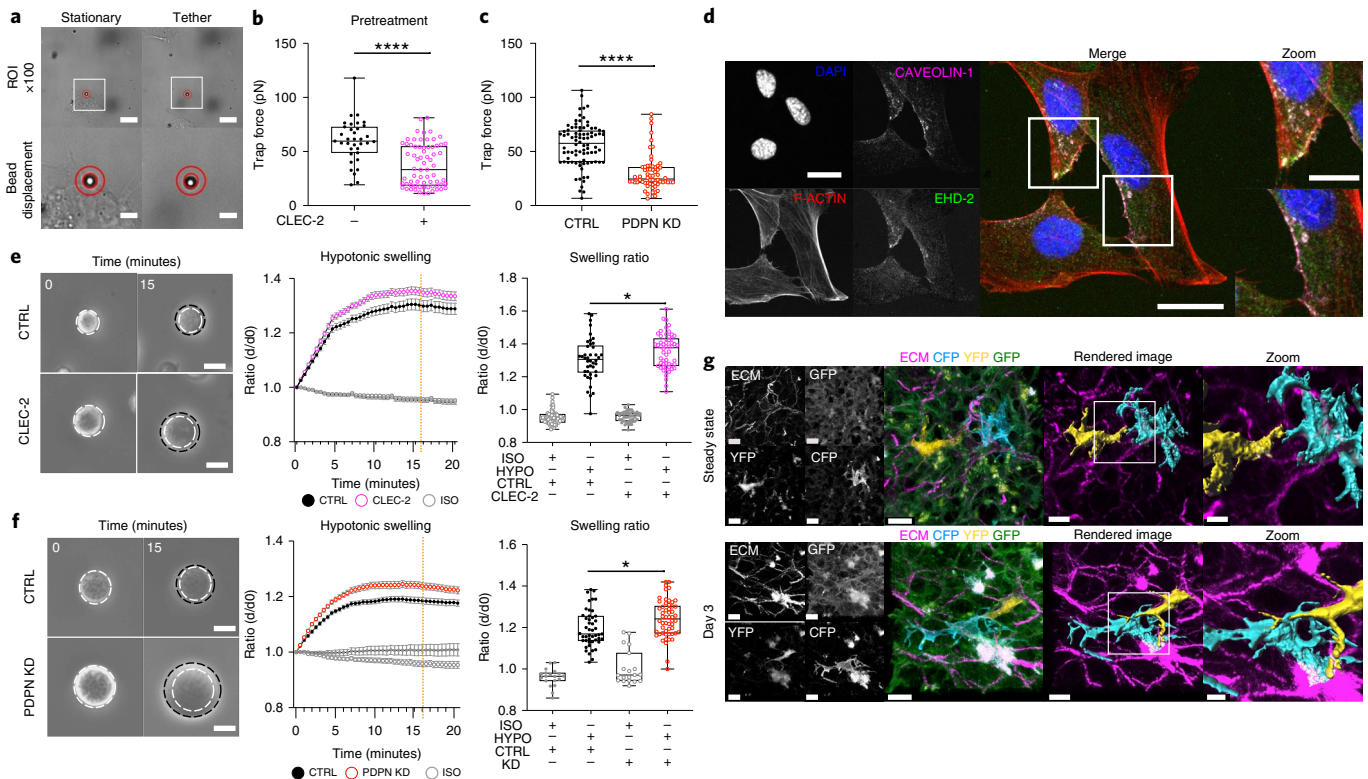 a
Stationary
Tether
ROI
×100
Bead
displacement
b
Pretreatment
****
Trap force (pN)
150
100
50
0
CLEC-2
–
+
c
****
Trap force (pN)
150
100
50
0
CTRL
PDPN KD
d
DAPI
CAVEOLIN-1
F-ACTIN
EHD-2
Merge
Zoom
e
Time (minutes)
0
15
CTRL
CLEC-2
Hypotonic swelling
Ratio (d/d0)
1.4
1.2
1.0
0.8
0
5
10
15
20
Time (minutes)
CTRL
CLEC-2
ISO
Swelling ratio
*
Ratio (d/d0)
1.8
1.6
1.4
1.2
1.0
0.8
ISO + – + –
HYPO – + – +
CTRL + + – –
CLEC-2 – – + +
f
Time (minutes)
0
15
CTRL
PDPN KD
Hypotonic swelling
Ratio (d/d0)
1.4
1.2
1.0
0.8
0
5
10
15
20
Time (minutes)
CTRL
PDPN KD
ISO
Swelling ratio
*
Ratio (d/d0)
1.6
1.4
1.2
1.0
0.8
ISO + – + –
HYPO – + – +
CTRL + + – –
KD – – + +
g
ECM CFP YFP GFP
Rendered image
Zoom
Steady state
ECM
GFP
YFP
CFP
ECM CFP YFP GFP
Rendered image
Zoom
Day 3
ECM
GFP
YFP
CFP